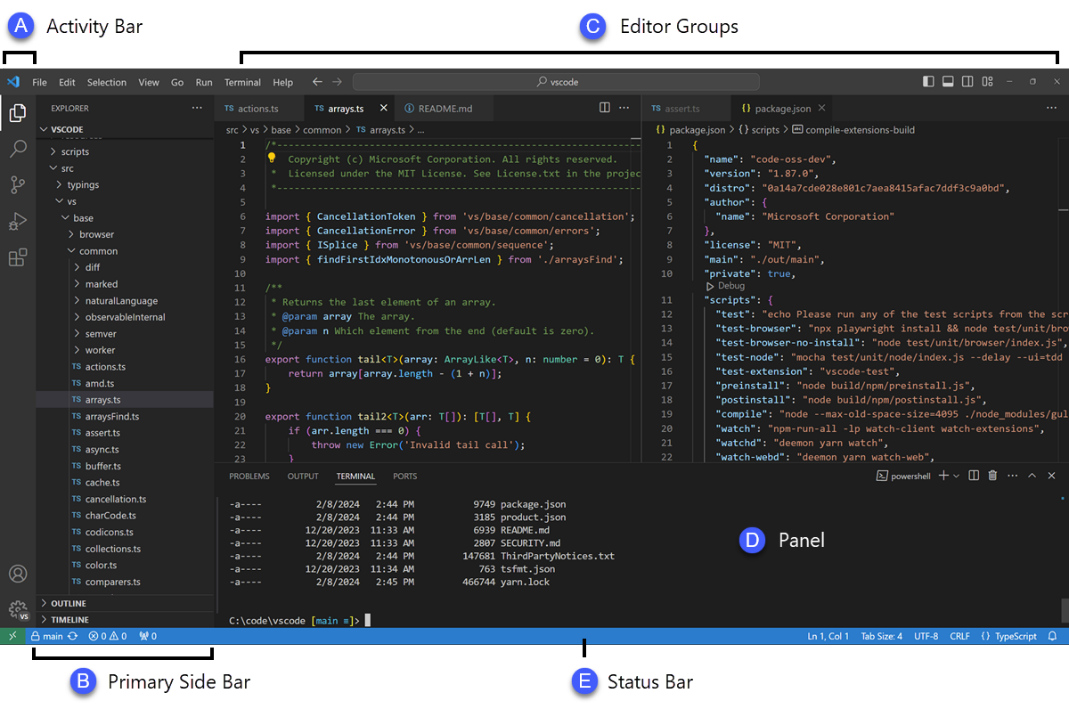 A Activity Bar
C Editor Groups
File Edit Selection View Go Run Terminal Help
vscode
EXPLORER
VSCODE
scripts
src
typings
vs
base
browser
common
diff
marked
naturalLanguage
observableInternal
semver
worker
TS actions.ts
TS amd.ts
TS arrays.ts
TS arraysFind.ts
TS assert.ts
TS async.ts
TS buffer.ts
TS cache.ts
TS cancellation.ts
TS charCode.ts
TS codicons.ts
TS collections.ts
TS color.ts
TS comparers.ts
OUTLINE
TIMELINE
VS
TS actions.ts TS arrays.ts README.md
src > vs > base > common > TS arrays.ts > ...
1 /*---------------------------------------------------------------
2 Copyright (c) Microsoft Corporation. All rights reserved.
3 * Licensed under the MIT License. See License.txt in the projec
4 *---------------------------------------------------------------
5
6 import { CancellationToken } from 'vs/base/common/cancellation';
7 import { CancellationError } from 'vs/base/common/errors';
8 import { ISplice } from 'vs/base/common/sequence';
9 import { findFirstIdxMonotonousOrArrLen } from './arraysFind';
10
11 /**
12 * Returns the last element of an array.
13 * @param array The array.
14 * @param n Which element from the end (default is zero).
15 */
16 export function tail<T>(array: ArrayLike<T>, n: number = 0): T {
17 return array[array.length - (1 + n)];
18 }
19
20 export function tail2<T>(arr: T[]): [T[], T] {
21 if (arr.length === 0) {
22 throw new Error('Invalid tail call');
23 }
TS assert.ts {} package.json
{} package.json > {} scripts > compile-extensions-build
1 {
2 "name": "code-oss-dev",
3 "version": "1.87.0",
4 "distro": "0a14a7cde028e801c7aea8415afac7ddf3c9a0bd",
5 "author": {
6 "name": "Microsoft Corporation"
7 },
8 "license": "MIT",
9 "main": "./out/main",
10 "private": true,
Debug
11 "scripts": {
12 "test": "echo Please run any of the test scripts from the scr
13 "test-browser": "npx playwright install && node test/unit/bro
14 "test-browser-no-install": "node test/unit/browser/index.js",
15 "test-node": "mocha test/unit/node/index.js --delay --ui=tdd
16 "test-extension": "vscode-test",
17 "preinstall": "node build/npm/preinstall.js",
18 "postinstall": "node build/npm/postinstall.js",
19 "compile": "node --max-old-space-size=4095 ./node_modules/gul
20 "watch": "npm-run-all -lp watch-client watch-extensions",
21 "watchd": "deemon yarn watch",
22 "watch-webd": "deemon yarn watch-web",
PROBLEMS OUTPUT TERMINAL PORTS powershell
-a---- 2/8/2024 2:44 PM 9749 package.json
-a---- 2/8/2024 2:44 PM 3185 product.json
-a---- 12/20/2023 11:33 AM 6939 README.md
-a---- 12/20/2023 11:33 AM 2807 SECURITY.md
-a---- 2/8/2024 2:44 PM 147681 ThirdPartyNotices.txt
-a---- 12/20/2023 11:34 AM 763 tsfmt.json
-a---- 2/8/2024 2:45 PM 466744 yarn.lock
C:\code\vscode [main ≡]>
D Panel
main 0 0 0 Ln 1, Col 1 Tab Size: 4 UTF-8 CRLF {} TypeScript
B Primary Side Bar
E Status Bar